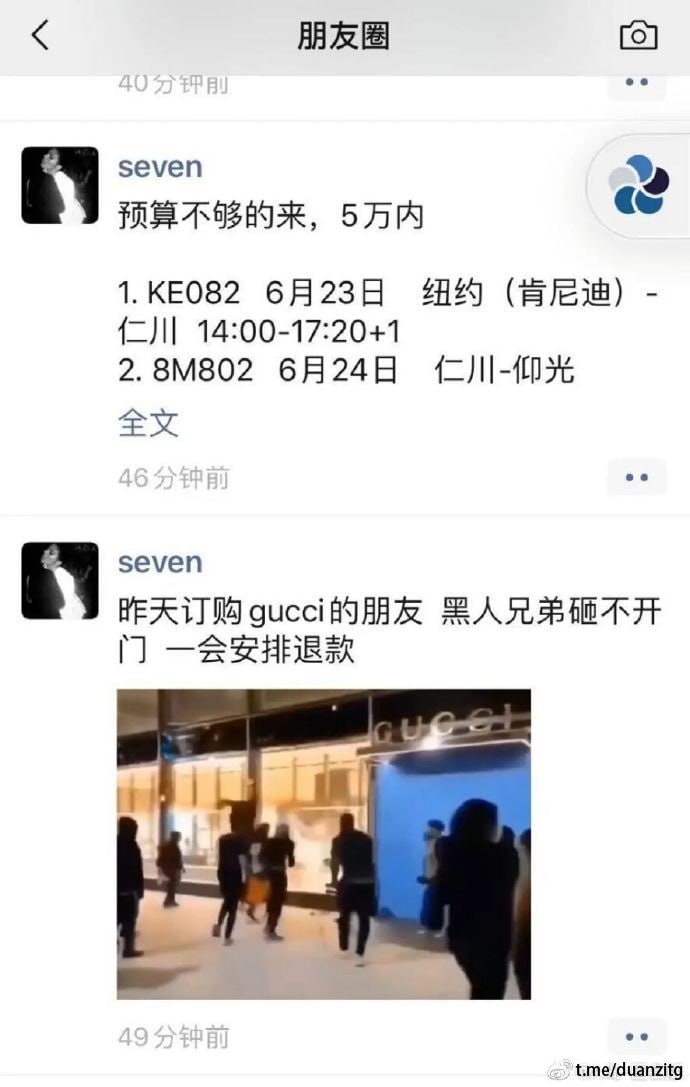 朋友圈
40分钟前
seven
预算不够的来，5万内
1. KE082 6月23日 纽约（肯尼迪）-
仁川 14:00-17:20+1
2. 8M802 6月24日 仁川-仰光
全文
46分钟前
seven
昨天订购gucci的朋友 黑人兄弟砸不开
门 一会安排退款
GUCCI
49分钟前
t.me/duanzitg